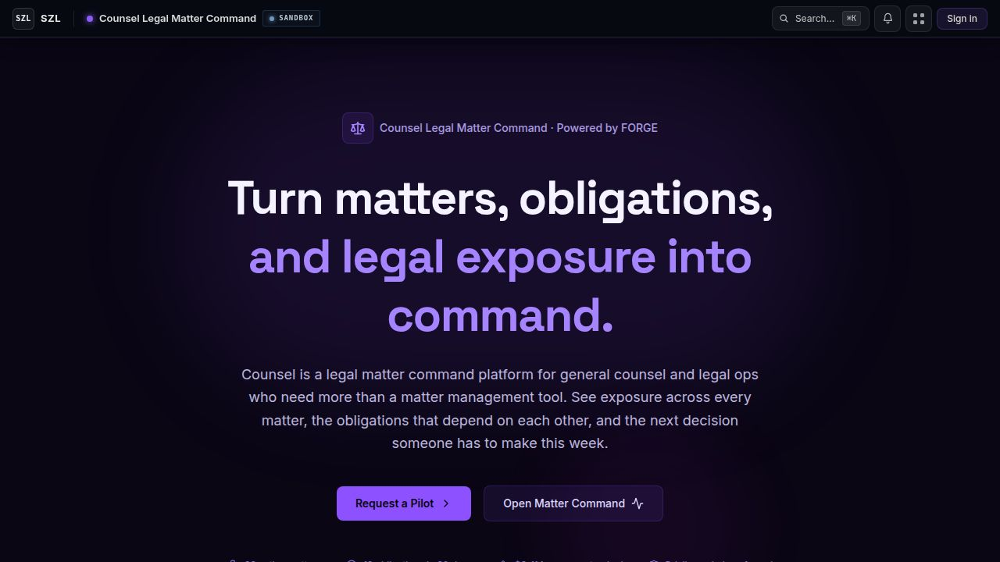 SZL SZL Counsel Legal Matter Command SANDBOX Search... ⌘K Sign in
Counsel Legal Matter Command · Powered by FORGE
Turn matters, obligations,
and legal exposure into
command.
Counsel is a legal matter command platform for general counsel and legal ops
who need more than a matter management tool. See exposure across every
matter, the obligations that depend on each other, and the next decision
someone has to make this week.
Request a Pilot Open Matter Command